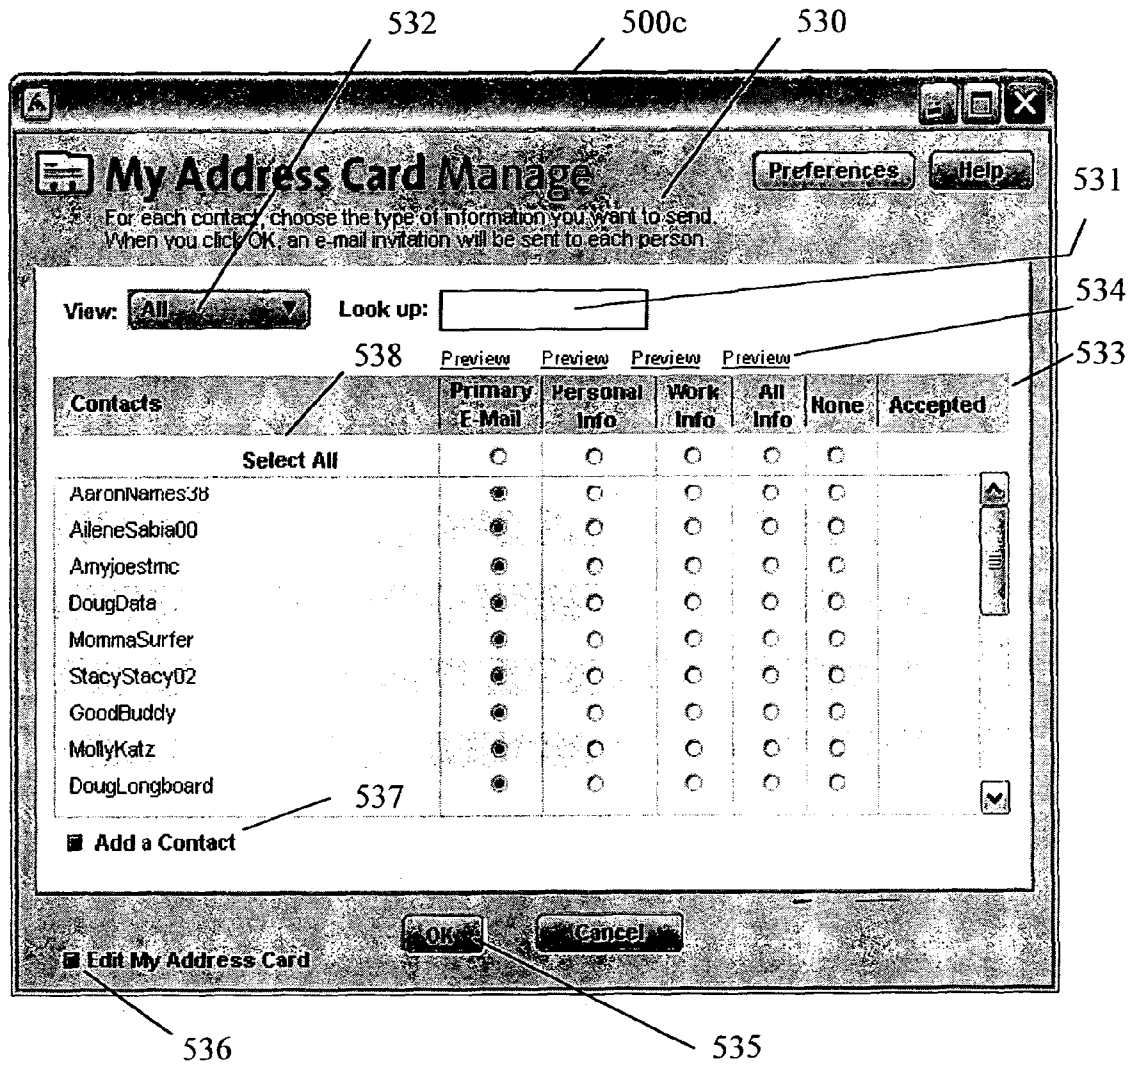 532 500c 530
My Address Card Manage Preferences Help
531
For each contact, choose the type of information you want to send.
When you click OK, an e-mail invitation will be sent to each person.
534
View: All Look up:
538 Preview Preview Preview Preview 533
Contacts Primary E-Mail Personal Info Work Info All Info None Accepted
Select All
AaronNames38
AileneSabia00
Amyjoestmc
DougData
MommaSurfer
StacyStacy02
GoodBuddy
MollyKatz
DougLongboard
537
Add a Contact
OK Cancel
Edit My Address Card
536 535